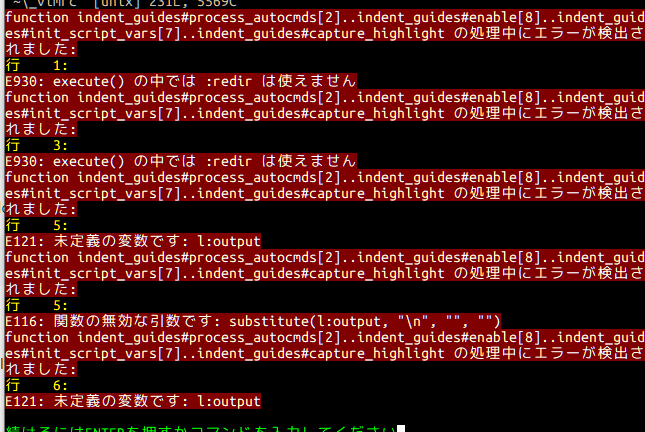 ~\_vimrc" [unix] 231L, 5569C
function indent_guides#process_autocmds[2]..indent_guides#enable[8]..indent_guid
es#init_script_vars[7]..indent_guides#capture_highlight の処理中にエラーが検出さ
れました:
行    1:
E930: execute() の中では :redir は使えません
function indent_guides#process_autocmds[2]..indent_guides#enable[8]..indent_guid
es#init_script_vars[7]..indent_guides#capture_highlight の処理中にエラーが検出さ
れました:
行    3:
E930: execute() の中では :redir は使えません
function indent_guides#process_autocmds[2]..indent_guides#enable[8]..indent_guid
es#init_script_vars[7]..indent_guides#capture_highlight の処理中にエラーが検出さ
れました:
行    5:
E121: 未定義の変数です: l:output
function indent_guides#process_autocmds[2]..indent_guides#enable[8]..indent_guid
es#init_script_vars[7]..indent_guides#capture_highlight の処理中にエラーが検出さ
れました:
行    5:
E116: 関数の無効な引数です: substitute(l:output, "\n", "", "")
function indent_guides#process_autocmds[2]..indent_guides#enable[8]..indent_guid
es#init_script_vars[7]..indent_guides#capture_highlight の処理中にエラーが検出さ
れました:
行    6:
E121: 未定義の変数です: l:output
続けるにはENTERを押すかコマンドを入力してください